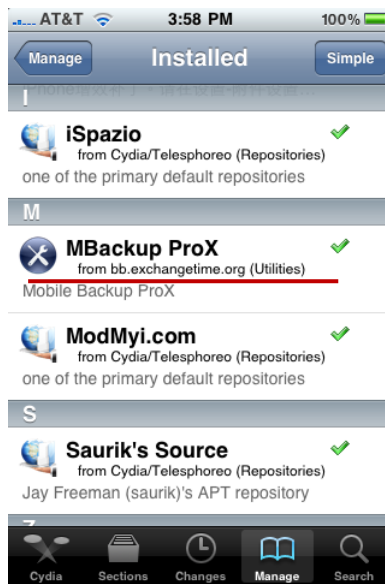 AT&T 3:58 PM 100%
Manage Installed Simple
I
iSpazio
from Cydia/Telesphoreo (Repositories)
one of the primary default repositories
M
MBackup ProX
from bb.exchangetime.org (Utilities)
Mobile Backup ProX
ModMyi.com
from Cydia/Telesphoreo (Repositories)
one of the primary default repositories
S
Saurik's Source
from Cydia/Telesphoreo (Repositories)
Jay Freeman (saurik)'s APT repository
Cydia Sections Changes Manage Search